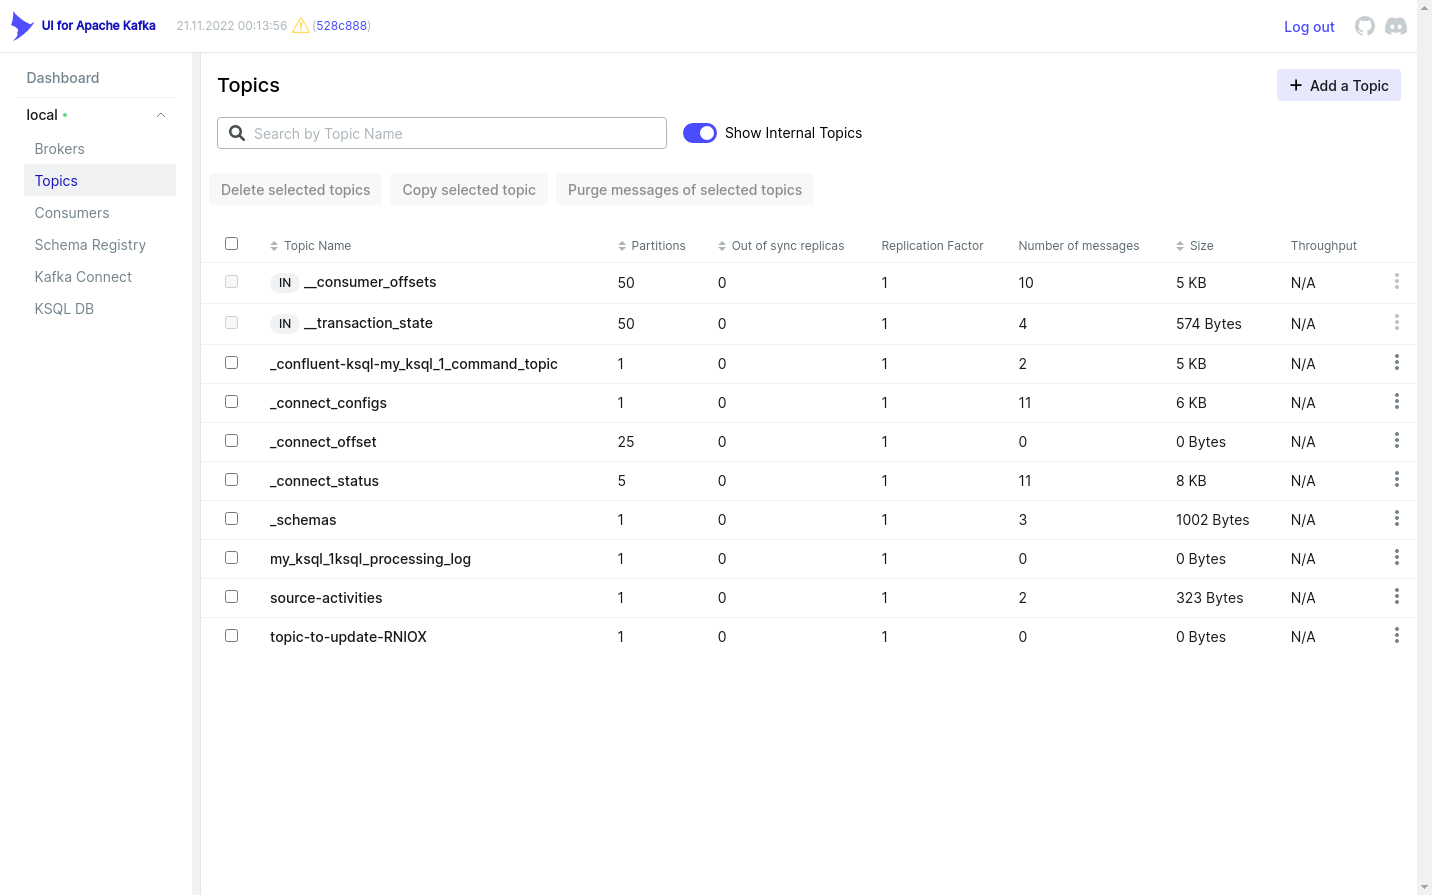 UI for Apache Kafka 21.11.2022 00:13:56 (528c888) Log out
Dashboard
local
Brokers
Topics
Consumers
Schema Registry
Kafka Connect
KSQL DB
Topics
+ Add a Topic
Search by Topic Name Show Internal Topics
Delete selected topics Copy selected topic Purge messages of selected topics
Topic Name Partitions Out of sync replicas Replication Factor Number of messages Size Throughput
IN __consumer_offsets 50 0 1 10 5 KB N/A
IN __transaction_state 50 0 1 4 574 Bytes N/A
_confluent-ksql-my_ksql_1_command_topic 1 0 1 2 5 KB N/A
_connect_configs 1 0 1 11 6 KB N/A
_connect_offset 25 0 1 0 0 Bytes N/A
_connect_status 5 0 1 11 8 KB N/A
_schemas 1 0 1 3 1002 Bytes N/A
my_ksql_1ksql_processing_log 1 0 1 0 0 Bytes N/A
source-activities 1 0 1 2 323 Bytes N/A
topic-to-update-RNIOX 1 0 1 0 0 Bytes N/A